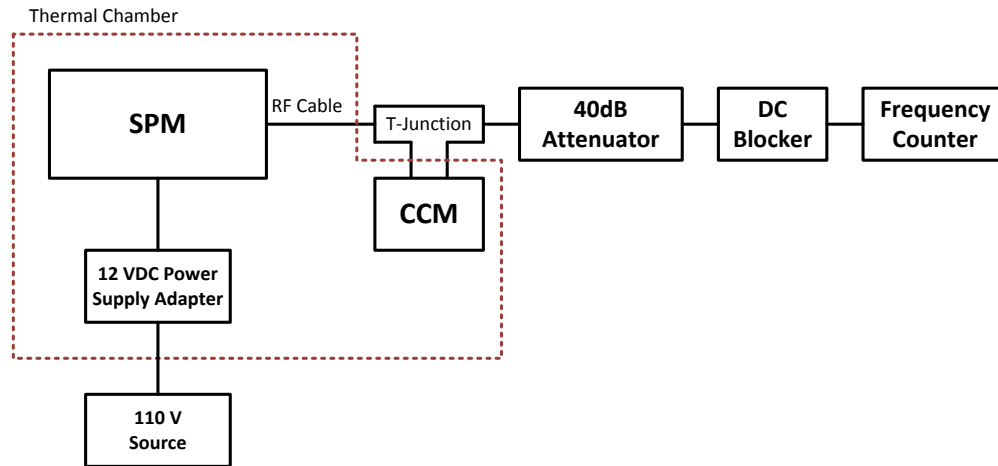 Thermal Chamber
SPM
RF Cable
T-Junction
40dB
Attenuator
DC
Blocker
Frequency
Counter
CCM
12 VDC Power
Supply Adapter
110 V
Source